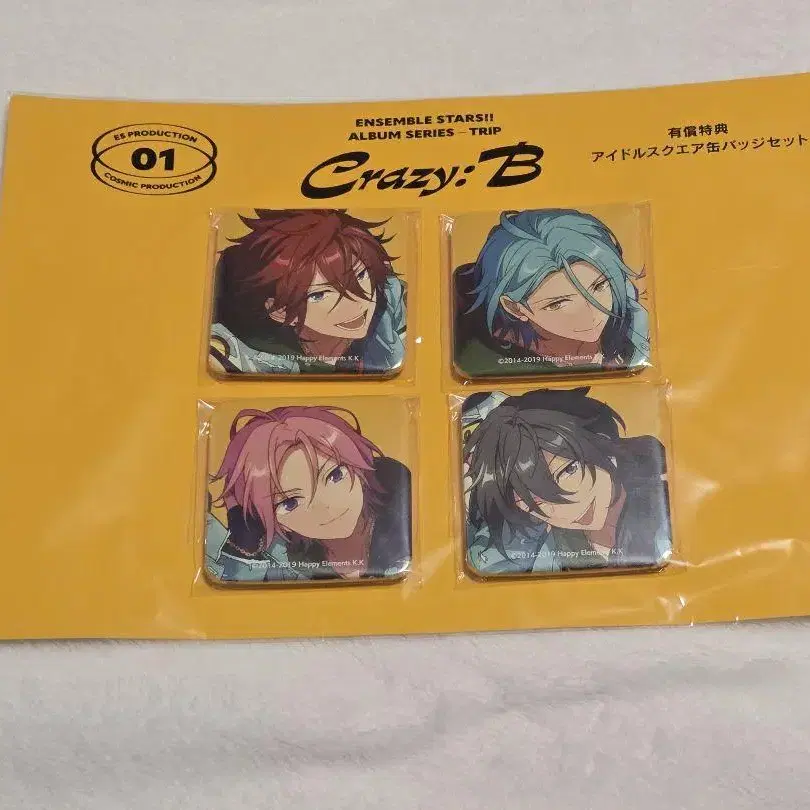 ES PRODUCTION
01
COSMIC PRODUCTION
ENSEMBLE STARS!!
ALBUM SERIES - TRIP
Crazy:B
有償特典
アイドルスクエア缶バッジセット
©2014-2019 Happy Elements K.K
©2014-2019 Happy Elements K.K
©2014-2019 Happy Elements K.K
©2014-2019 Happy Elements K.K